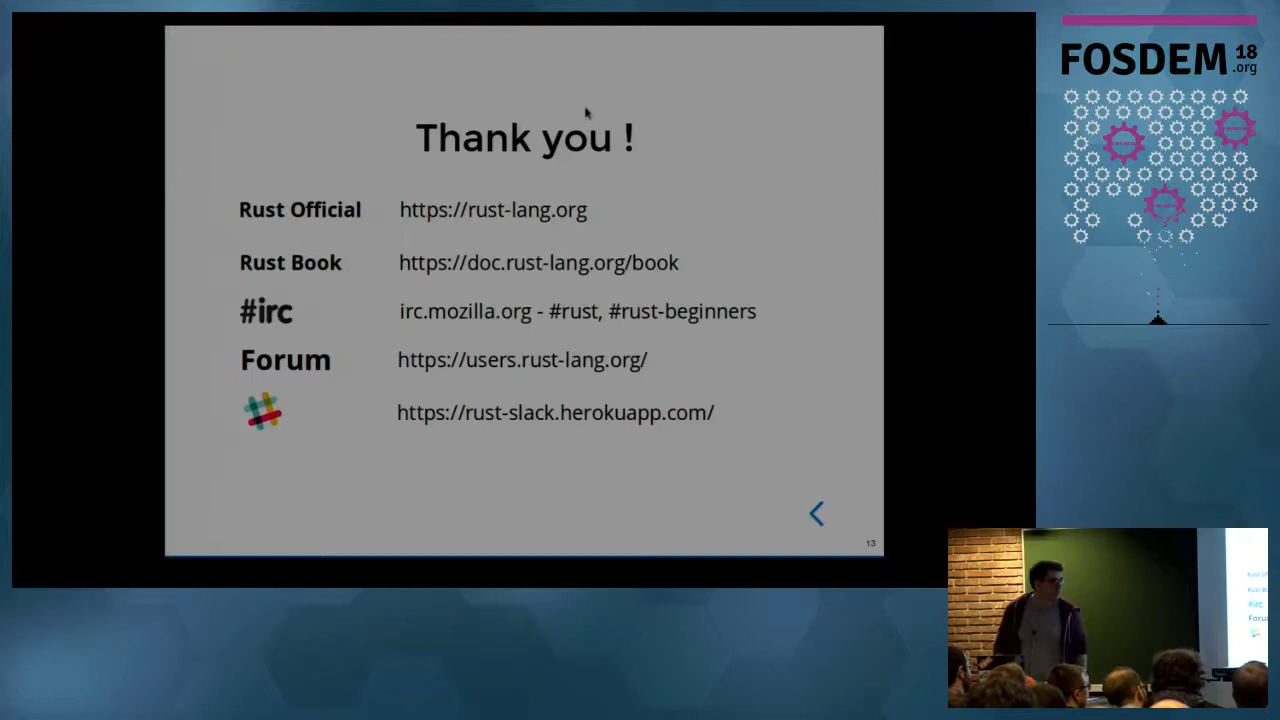 Thank you !
Rust Official https://rust-lang.org
Rust Book https://doc.rust-lang.org/book
#irc irc.mozilla.org - #rust, #rust-beginners
Forum https://users.rust-lang.org/
https://rust-slack.herokuapp.com/
13
FOSDEM 18
.org
#irc